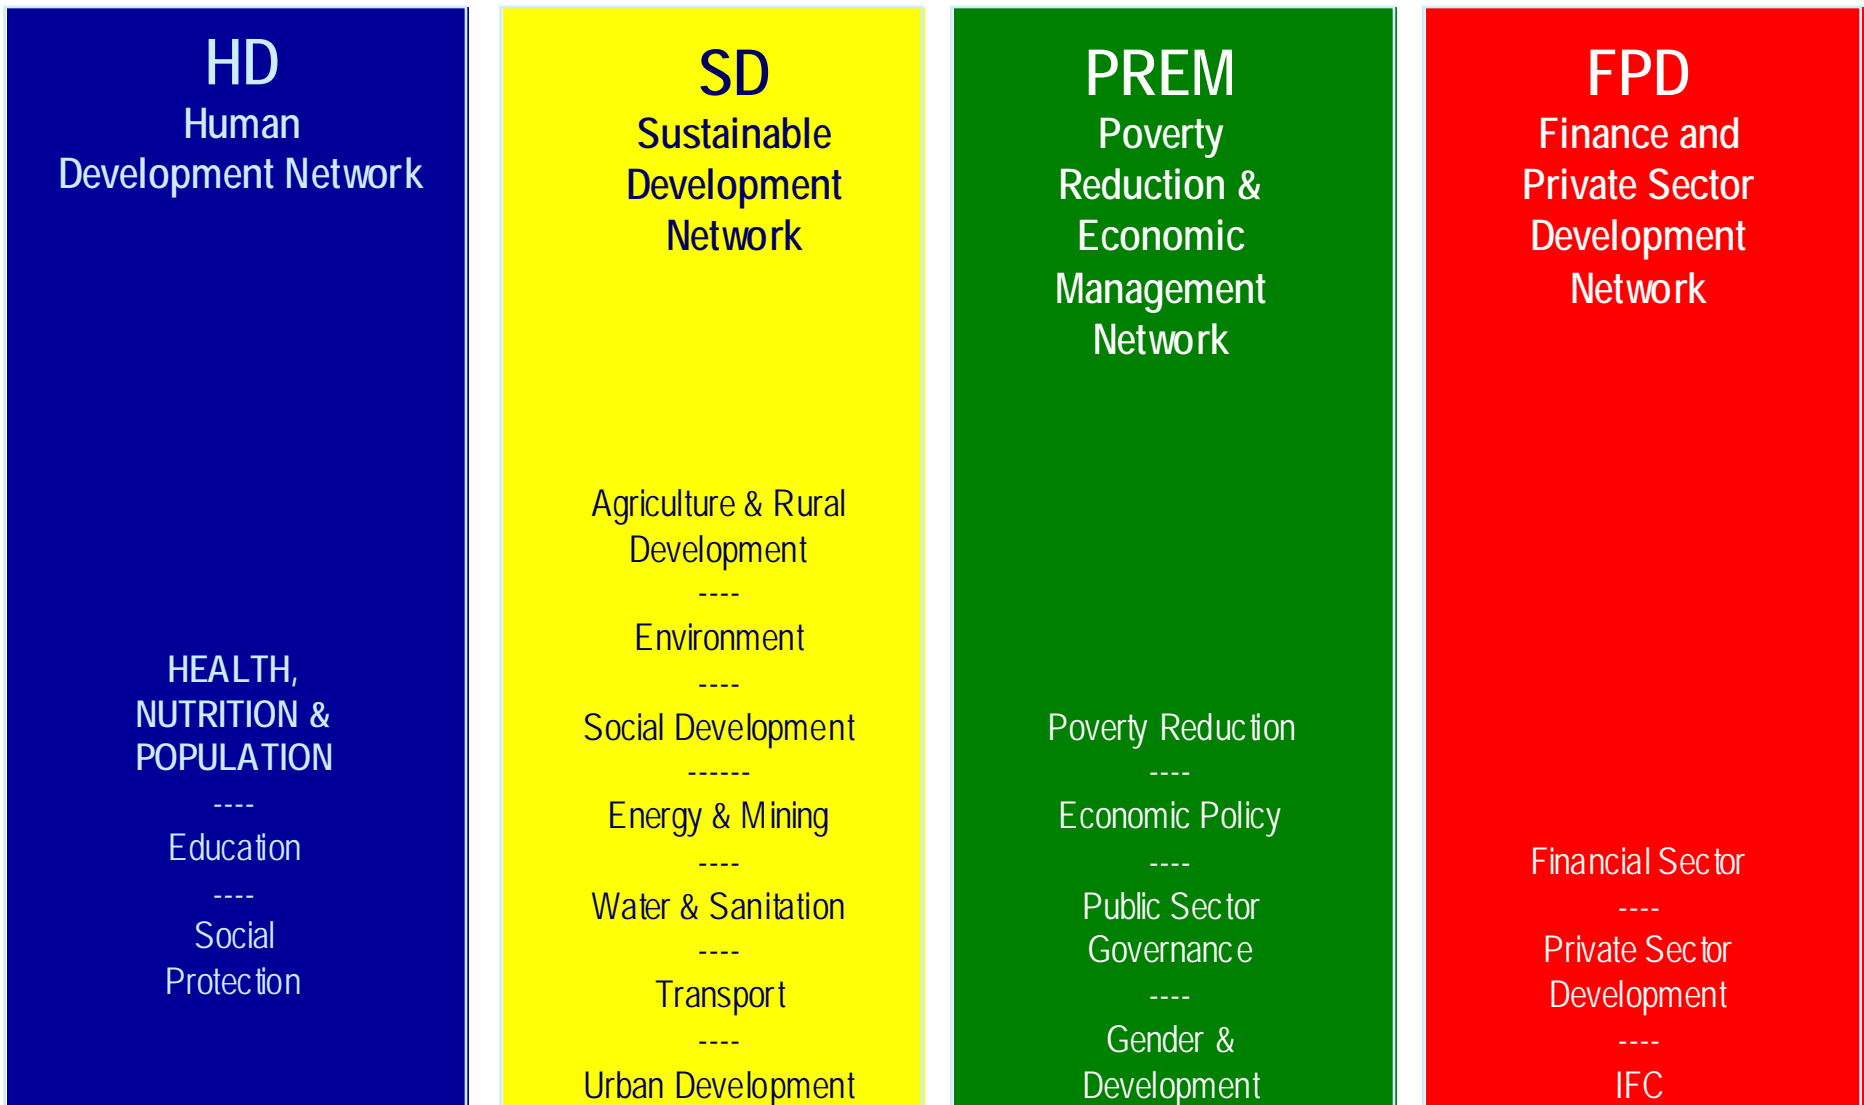 HD
Human
Development Network
HEALTH,
NUTRITION &
POPULATION
----
Education
----
Social
Protection
SD
Sustainable
Development
Network
Agriculture & Rural
Development
----
Environment
----
Social Development
------
Energy & Mining
----
Water & Sanitation
----
Transport
----
Urban Development
PREM
Poverty
Reduction &
Economic
Management
Network
Poverty Reduction
----
Economic Policy
----
Public Sector
Governance
----
Gender &
Development
FPD
Finance and
Private Sector
Development
Network
Financial Sector
----
Private Sector
Development
----
IFC